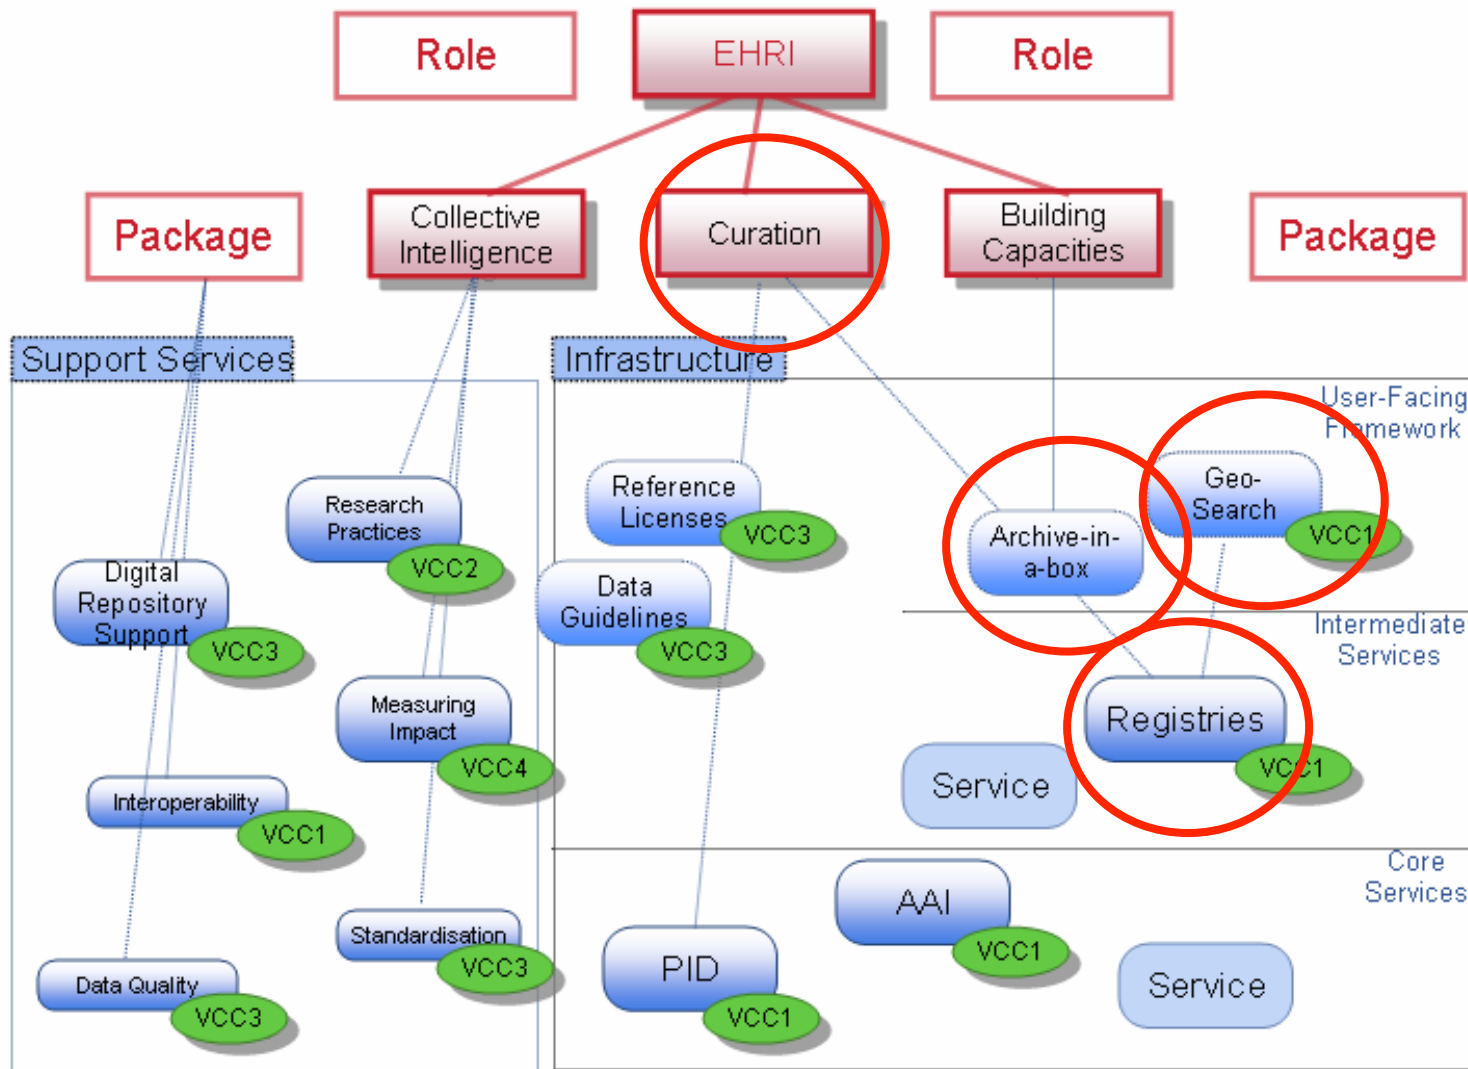 Role
EHRI
Role
Package
Collective
Intelligence
Curation
Building
Capacities
Package
Support Services
Infrastructure
User-Facing
Framework
Research
Practices
VCC2
Reference
Licenses
VCC3
Archive-in-
a-box
Geo-
Search
VCC1
Digital
Repository
Support
VCC3
Data
Guidelines
VCC3
Intermediate
Services
Measuring
Impact
VCC4
Registries
VCC1
Service
Interoperability
VCC1
Core
Services
AAI
VCC1
Standardisation
VCC3
PID
VCC1
Service
Data Quality
VCC3